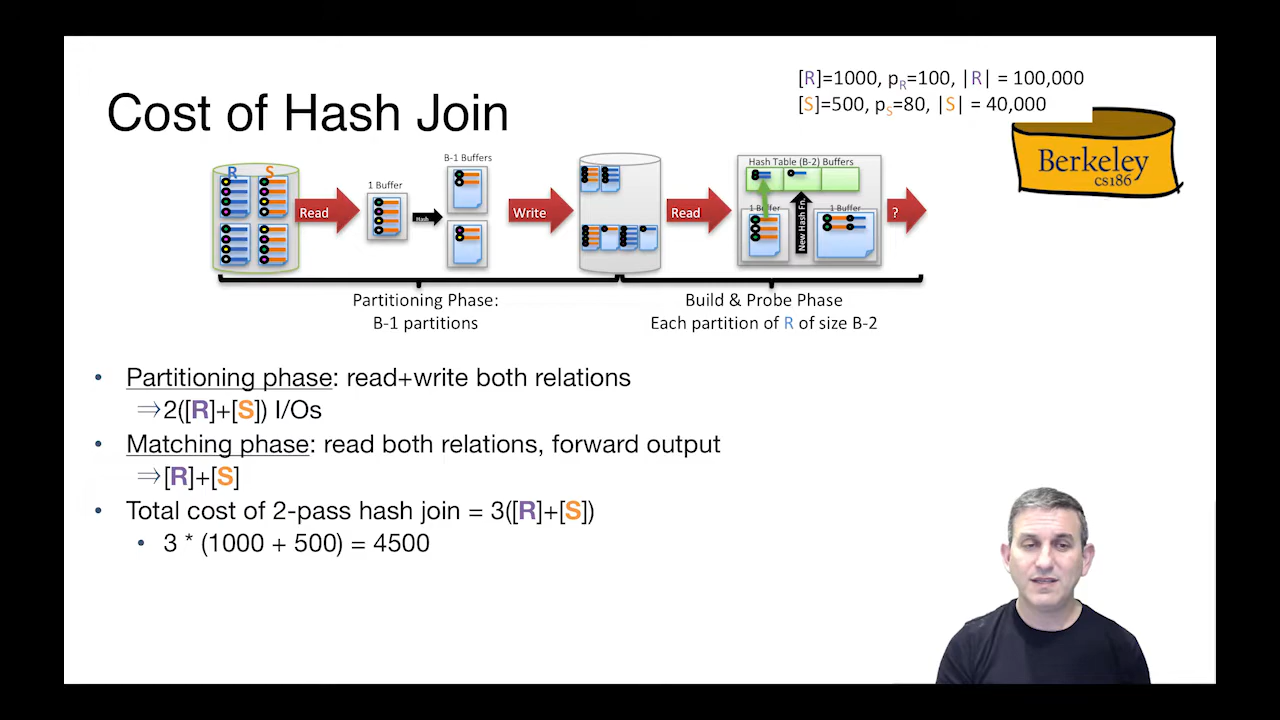 [R]=1000, pR=100, |R| = 100,000
[S]=500, pS=80, |S| = 40,000
Cost of Hash Join
Berkeley
cs186
R S
Read
1 Buffer
Hash
B-1 Buffers
Write
Read
Hash Table (B-2) Buffers
1 Buffer
New Hash Fn.
1 Buffer
?
Partitioning Phase:
B-1 partitions
Build & Probe Phase
Each partition of R of size B-2
• Partitioning phase: read+write both relations
⇒2([R]+[S]) I/Os
• Matching phase: read both relations, forward output
⇒[R]+[S]
• Total cost of 2-pass hash join = 3([R]+[S])
• 3 * (1000 + 500) = 4500